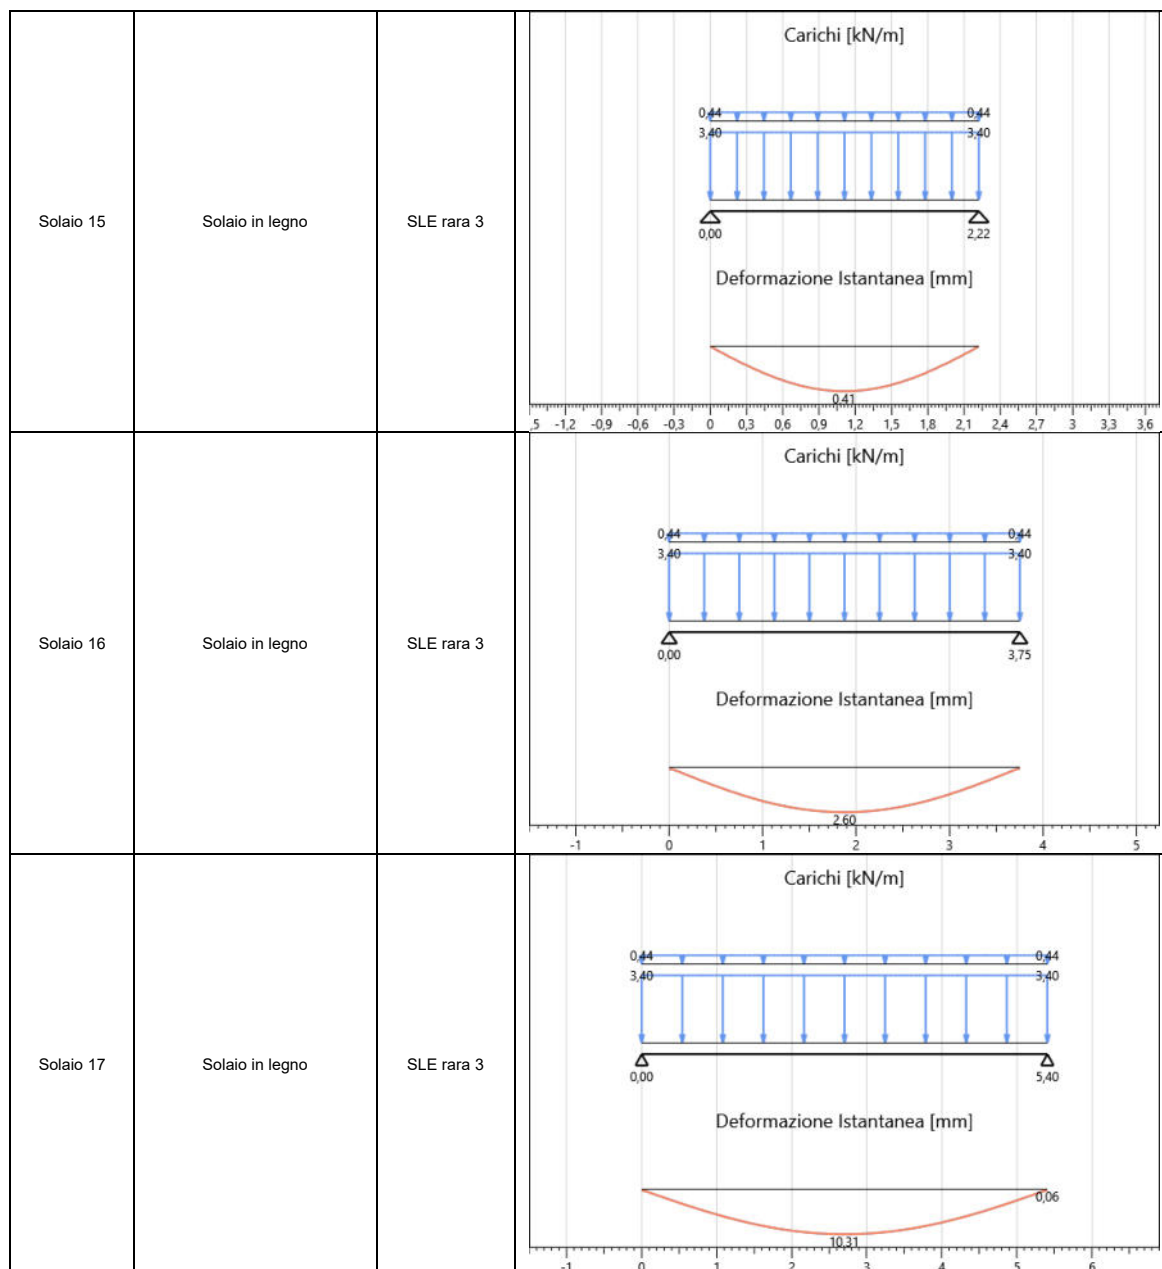 Carichi [kN/m]
0,44 0,44
3,40 3,40
Solaio 15 Solaio in legno SLE rara 3
0,00 2,22
Deformazione Istantanea [mm]
0,41
,5 -1,2 -0,9 -0,6 -0,3 0 0,3 0,6 0,9 1,2 1,5 1,8 2,1 2,4 2,7 3 3,3 3,6
Carichi [kN/m]
0,44 0,44
3,40 3,40
Solaio 16 Solaio in legno SLE rara 3
0,00 3,75
Deformazione Istantanea [mm]
2,60
-1 0 1 2 3 4 5
Carichi [kN/m]
0,44 0,44
3,40 3,40
Solaio 17 Solaio in legno SLE rara 3
0,00 5,40
Deformazione Istantanea [mm]
0,06
10,31
-1 0 1 2 3 4 5 6